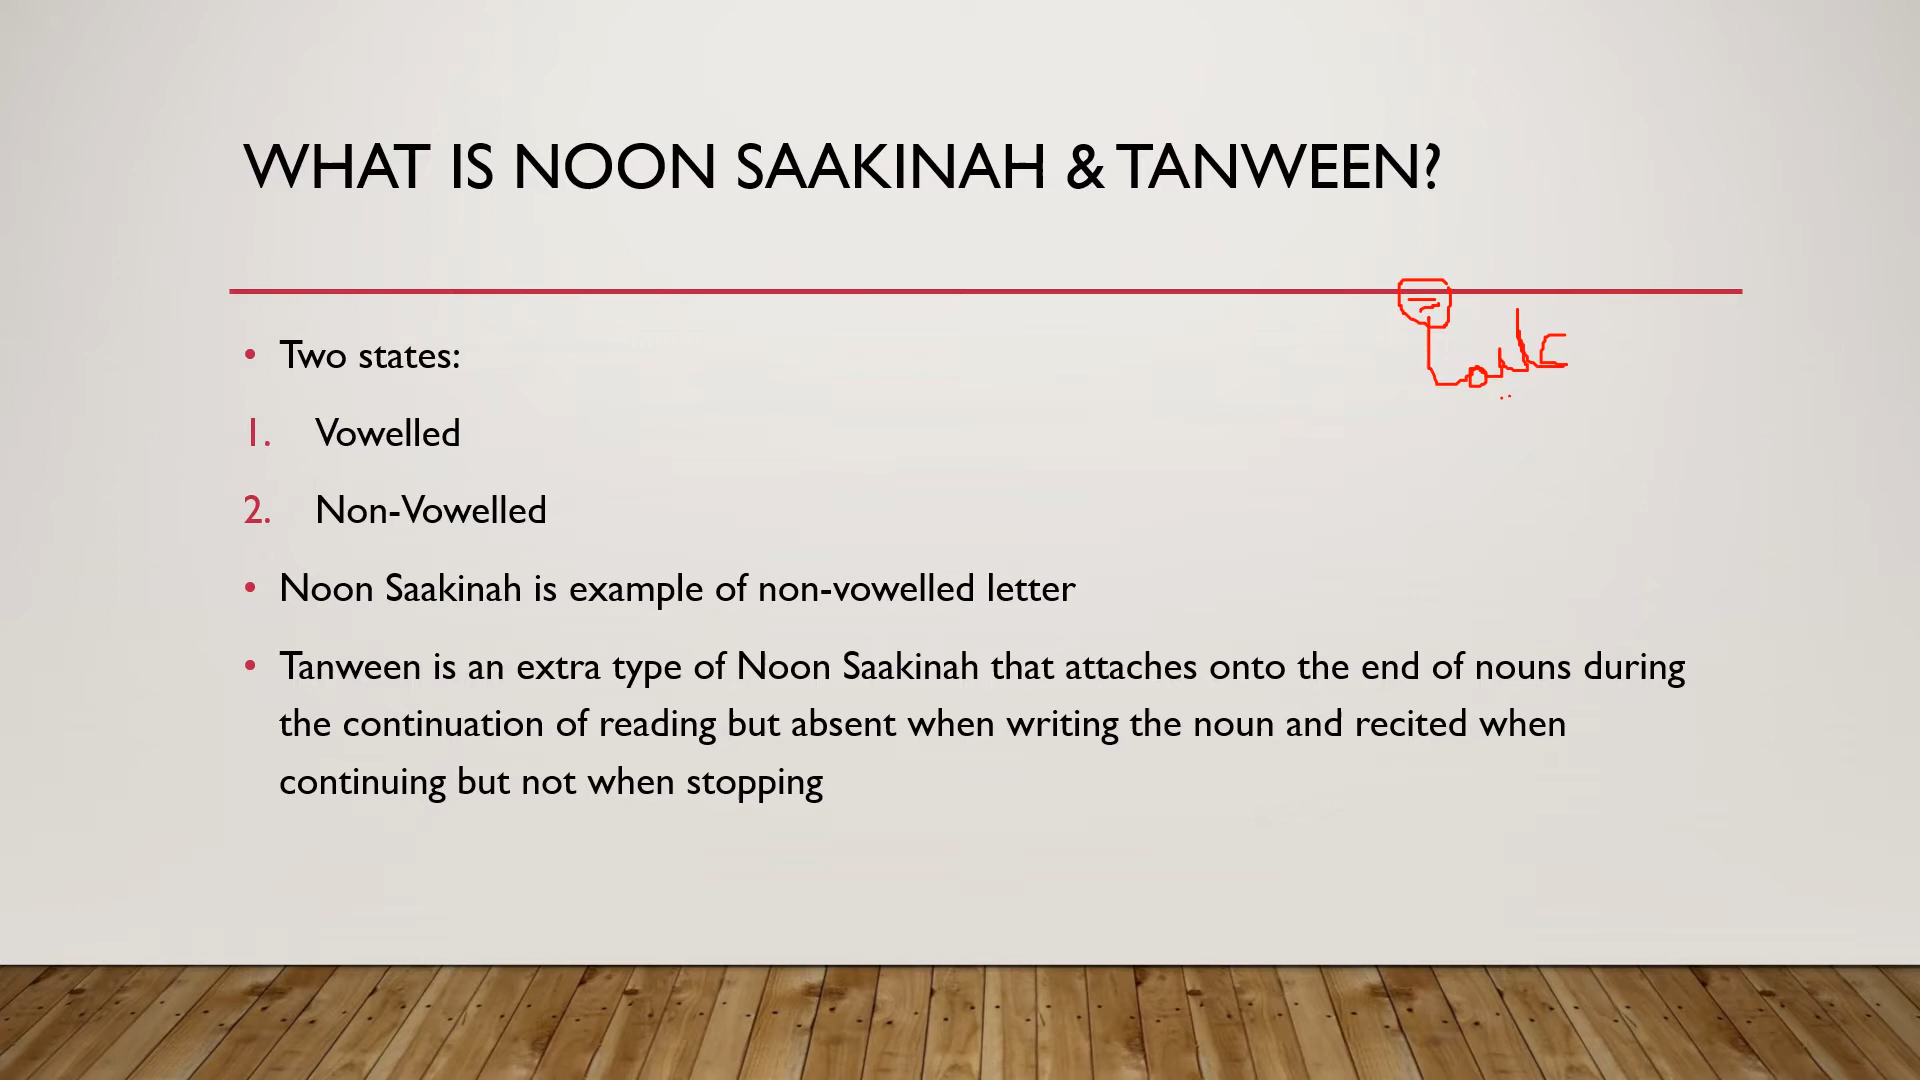 WHAT IS NOON SAAKINAH & TANWEEN?
عليماً
• Two states:
1. Vowelled
2. Non-Vowelled
• Noon Saakinah is example of non-vowelled letter
• Tanween is an extra type of Noon Saakinah that attaches onto the end of nouns during
the continuation of reading but absent when writing the noun and recited when
continuing but not when stopping